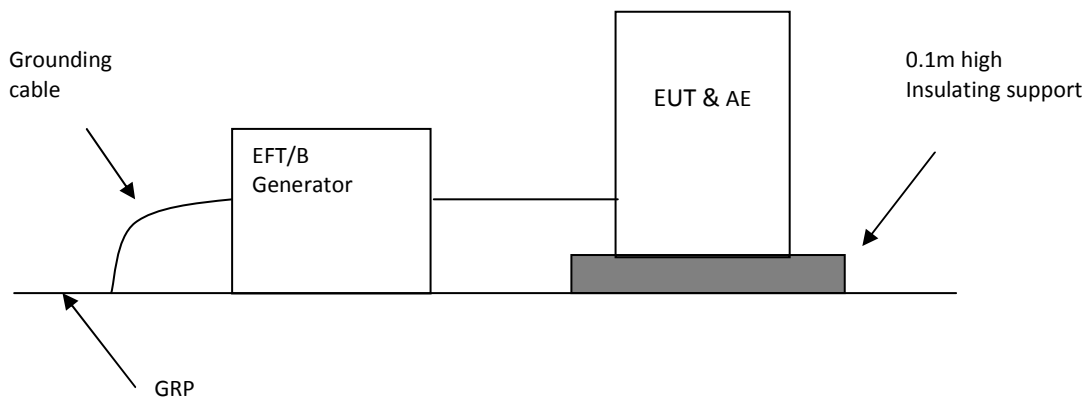 Grounding
cable
EFT/B
Generator
EUT & AE
0.1m high
Insulating support
GRP